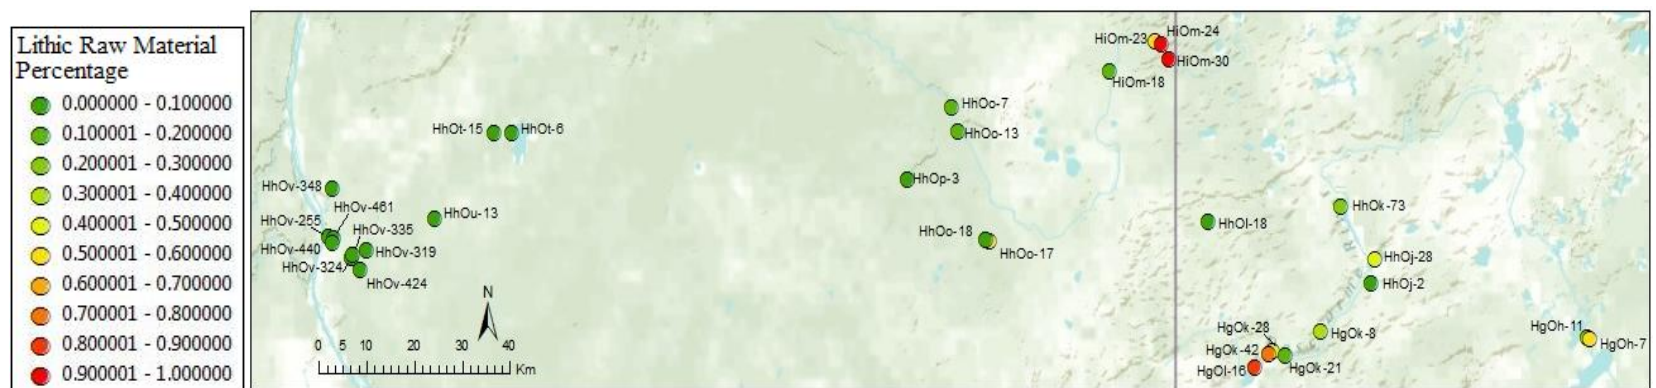 Lithic Raw Material
Percentage
0.000000 - 0.100000
0.100001 - 0.200000
0.200001 - 0.300000
0.300001 - 0.400000
0.400001 - 0.500000
0.500001 - 0.600000
0.600001 - 0.700000
0.700001 - 0.800000
0.800001 - 0.900000
0.900001 - 1.000000
HhOt-15
HhOt-6
HhOv-348
HhOv-461
HhOv-255
HhOv-335
HhOu-13
HhOv-440
HhOv-319
HhOv-324
HhOv-424
N
0 5 10 20 30 40
Km
HhOo-7
HhOo-13
HhOp-3
HhOo-18
HhOo-17
HiOm-23
HiOm-24
HiOm-30
HiOm-18
HhOl-18
HhOk-73
HhOj-28
HhOj-2
HgOk-28
HgOk-8
HgOk-42
HgOk-21
HgOl-16
HgOh-11
HgOh-7